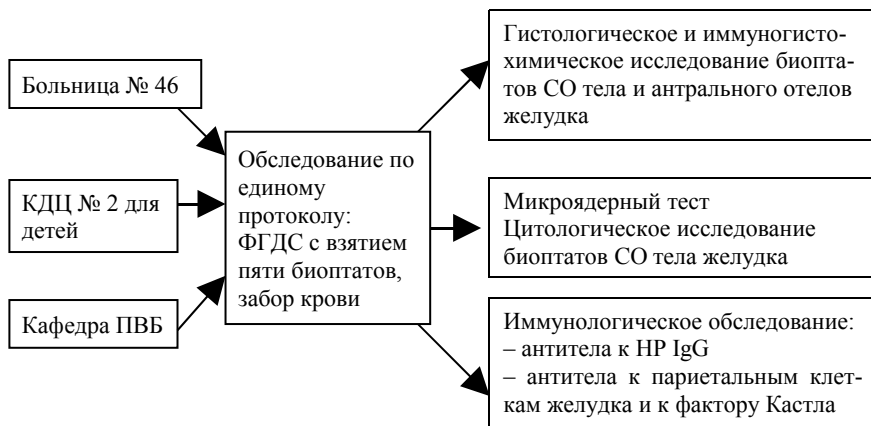 Больница № 46
КДЦ № 2 для
детей
Кафедра ПВБ
Обследование по
единому
протоколу:
ФГДС с взятием
пяти биоптатов,
забор крови
Гистологическое и иммуногисто-
химическое исследование биопта-
тов СО тела и антрального отелов
желудка
Микроядерный тест
Цитологическое исследование
биоптатов СО тела желудка
Иммунологическое обследование:
– антитела к HP IgG
– антитела к париетальным клет-
кам желудка и к фактору Кастла